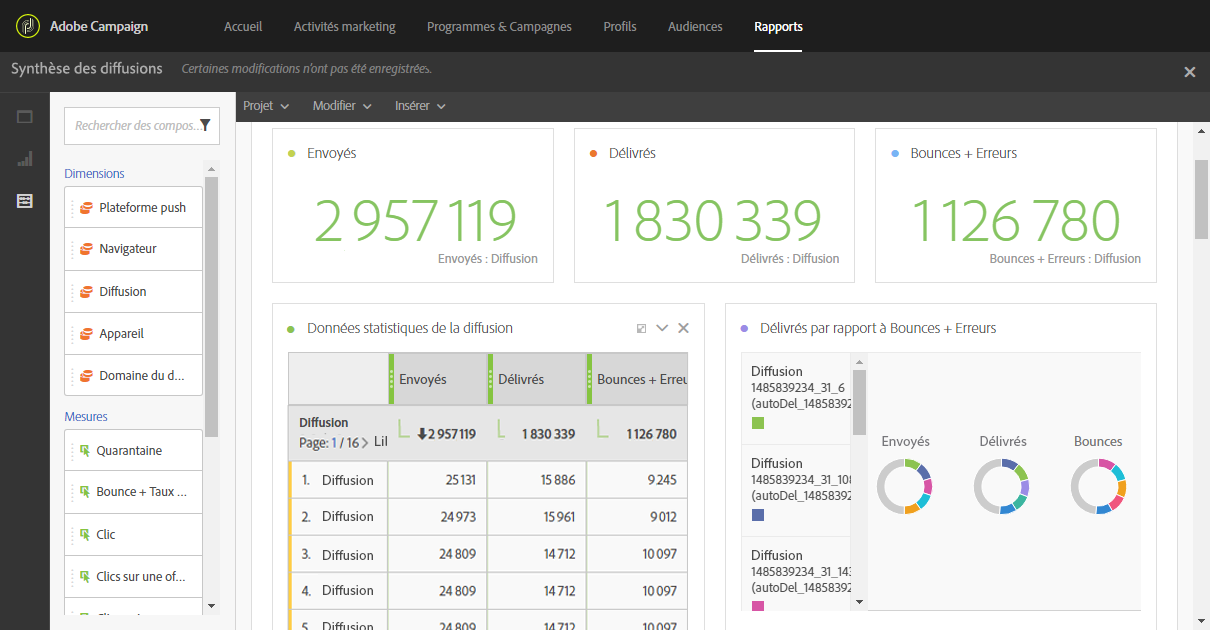 Adobe Campaign
Accueil
Activités marketing
Programmes & Campagnes
Profils
Audiences
Rapports
Synthèse des diffusions
Certaines modifications n'ont pas été enregistrées.
Projet
Modifier
Insérer
Rechercher des compos...
Dimensions
Plateforme push
Navigateur
Diffusion
Appareil
Domaine du d...
Mesures
Quarantaine
Bounce + Taux ...
Clic
Clics sur une of...
Envoyés
2 957 119
Envoyés : Diffusion
Délivrés
1 830 339
Délivrés : Diffusion
Bounces + Erreurs
1 126 780
Bounces + Erreurs : Diffusion
Données statistiques de la diffusion
Envoyés Délivrés Bounces + Erreu
Diffusion
Page: 1 / 16 > Lil
2 957 119 1 830 339 1 126 780
1. Diffusion 25 131 15 886 9 245
2. Diffusion 24 973 15 961 9 012
3. Diffusion 24 809 14 712 10 097
4. Diffusion 24 809 14 712 10 097
5. Diffusion 24 809 14 712 10 097
Délivrés par rapport à Bounces + Erreurs
Diffusion
1485839234_31_6
(autoDel_14858392
Diffusion
1485839234_31_108
(autoDel_14858392
Diffusion
1485839234_31_143
(autoDel_14858392
Envoyés
Délivrés
Bounces